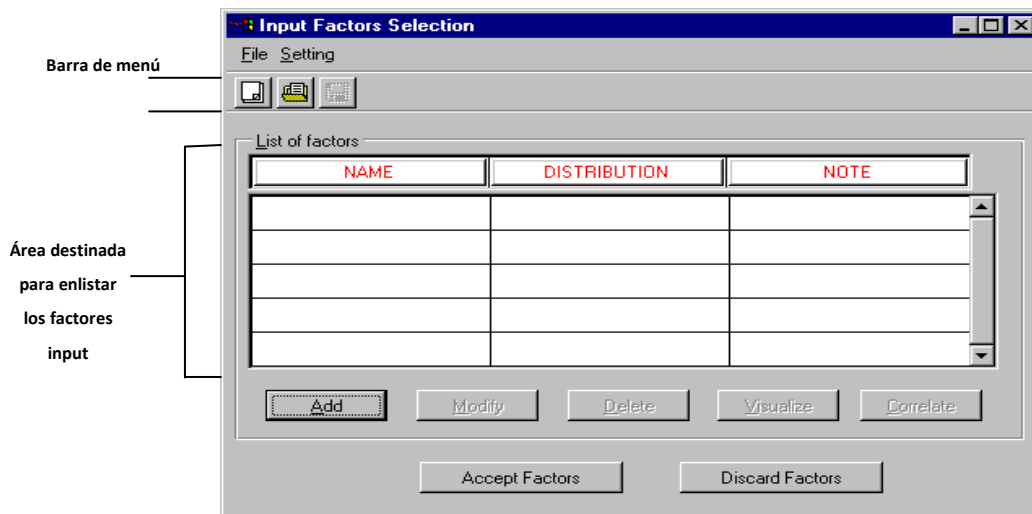 Input Factors Selection
File Setting
Barra de menú
List of factors
NAME DISTRIBUTION NOTE
Área destinada
para enlistar
los factores
input
Add Modify Delete Visualize Correlate
Accept Factors Discard Factors